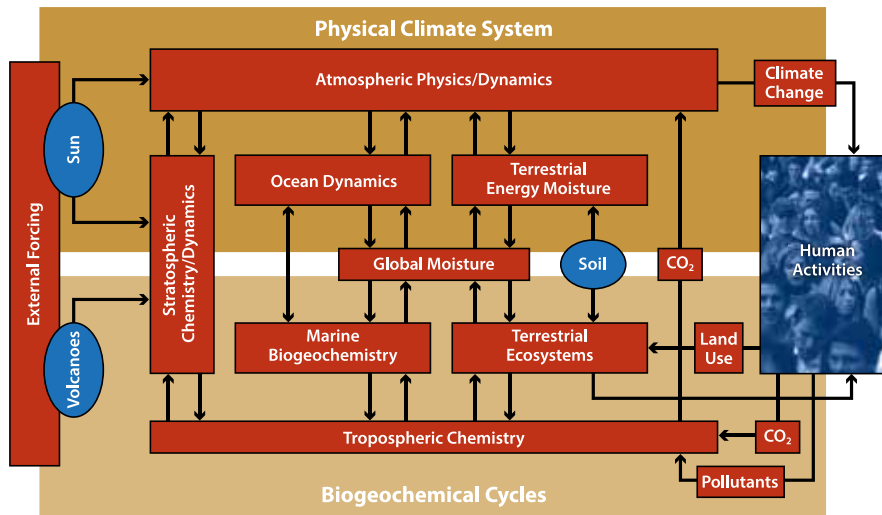 Physical Climate System
Atmospheric Physics/Dynamics
Climate
Change
External Forcing
Sun
Stratospheric
Chemistry/Dynamics
Ocean Dynamics
Terrestrial
Energy Moisture
Global Moisture
Soil
CO₂
Human
Activities
Volcanoes
Marine
Biogeochemistry
Terrestrial
Ecosystems
Land
Use
Tropospheric Chemistry
CO₂
Pollutants
Biogeochemical Cycles